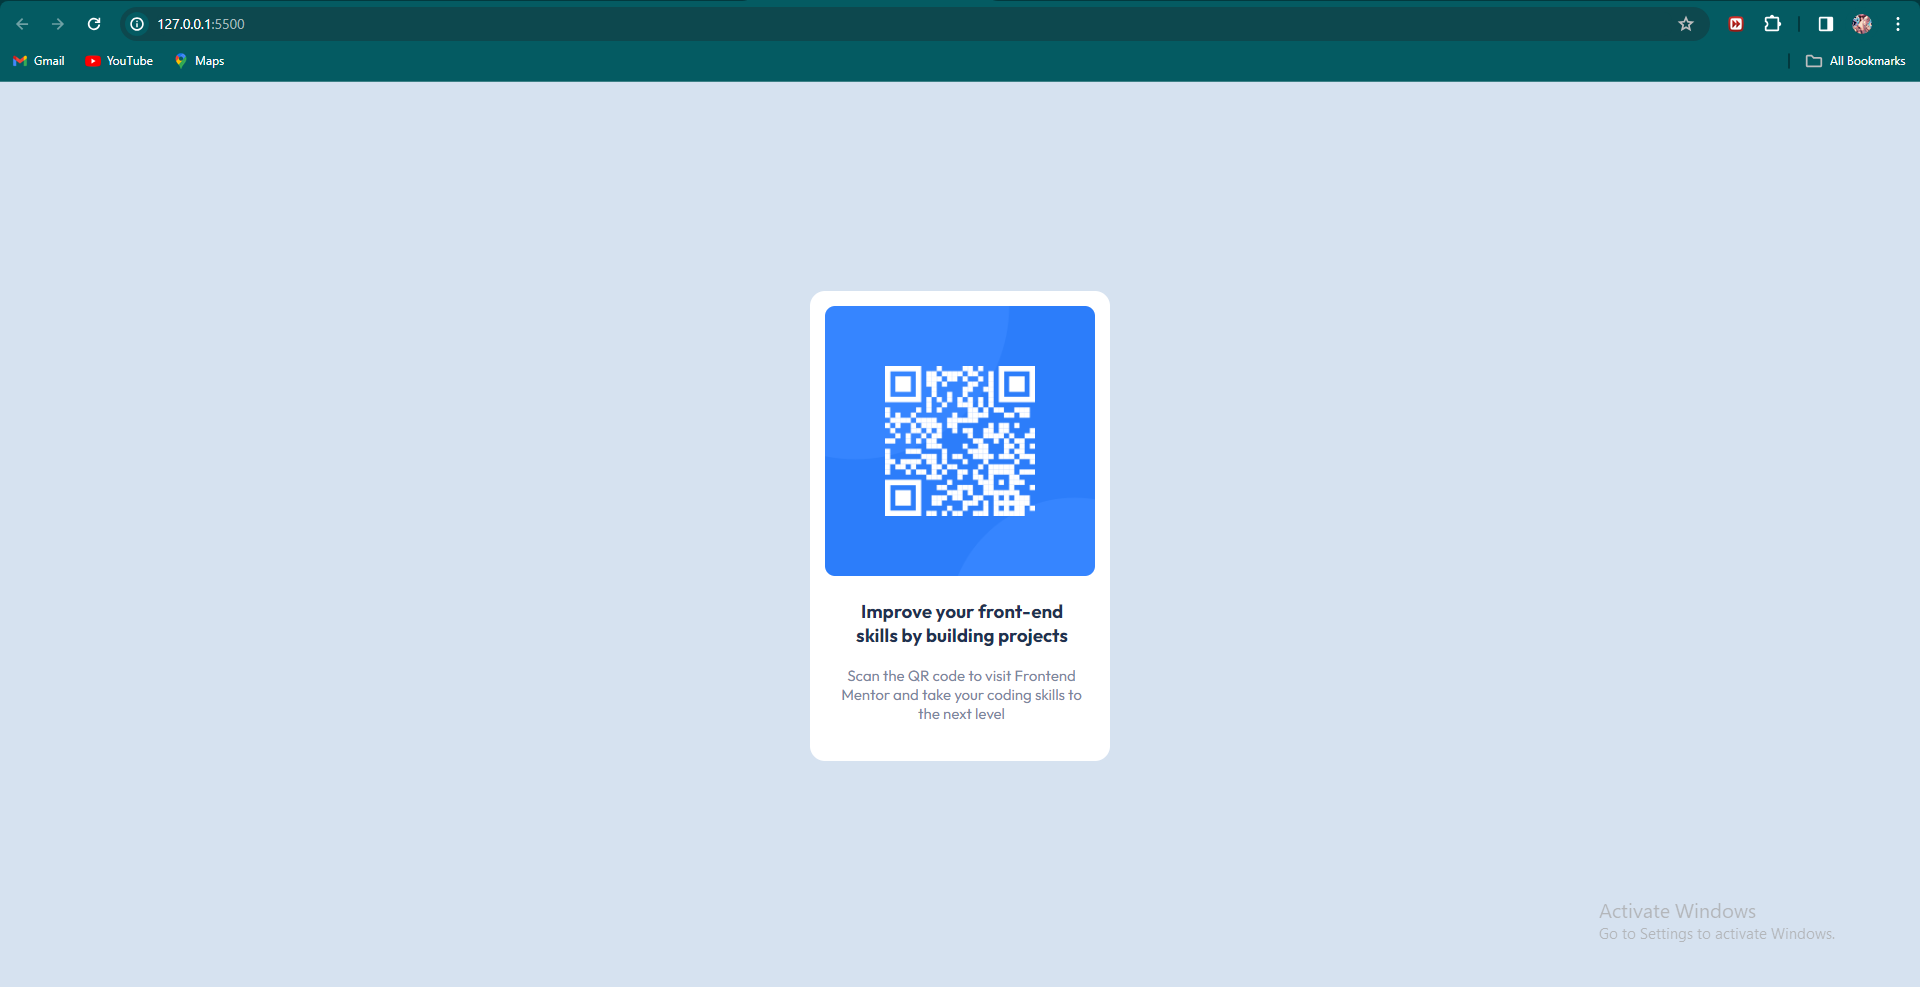 127.0.0.1:5500
Gmail
YouTube
Maps
All Bookmarks
Improve your front-end
skills by building projects
Scan the QR code to visit Frontend
Mentor and take your coding skills to
the next level
Activate Windows
Go to Settings to activate Windows.